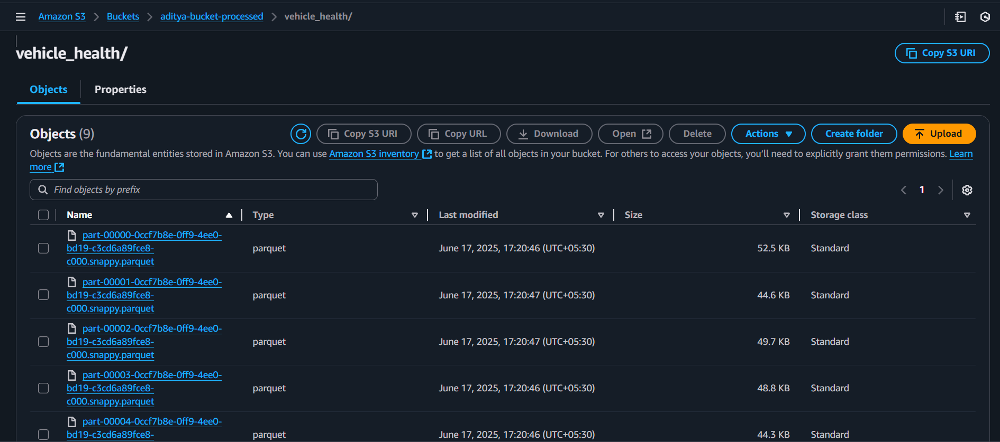 Amazon S3 > Buckets > aditya-bucket-processed > vehicle_health/
vehicle_health/
Copy S3 URI
Objects Properties
Objects (9)
Copy S3 URI Copy URL Download Open Delete Actions Create folder Upload
Objects are the fundamental entities stored in Amazon S3. You can use Amazon S3 inventory to get a list of all objects in your bucket. For others to access your objects, you'll need to explicitly grant them permissions. Learn
more
Find objects by prefix
1
Name Type Last modified Size Storage class
part-00000-0ccf7b8e-0ff9-4ee0-
bd19-c3cd6a89fce8- parquet June 17, 2025, 17:20:46 (UTC+05:30) 52.5 KB Standard
c000.snappy.parquet
part-00001-0ccf7b8e-0ff9-4ee0-
bd19-c3cd6a89fce8- parquet June 17, 2025, 17:20:47 (UTC+05:30) 44.6 KB Standard
c000.snappy.parquet
part-00002-0ccf7b8e-0ff9-4ee0-
bd19-c3cd6a89fce8- parquet June 17, 2025, 17:20:47 (UTC+05:30) 49.7 KB Standard
c000.snappy.parquet
part-00003-0ccf7b8e-0ff9-4ee0-
bd19-c3cd6a89fce8- parquet June 17, 2025, 17:20:46 (UTC+05:30) 48.8 KB Standard
c000.snappy.parquet
part-00004-0ccf7b8e-0ff9-4ee0-
bd19-c3cd6a89fce8- parquet June 17, 2025, 17:20:46 (UTC+05:30) 44.3 KB Standard